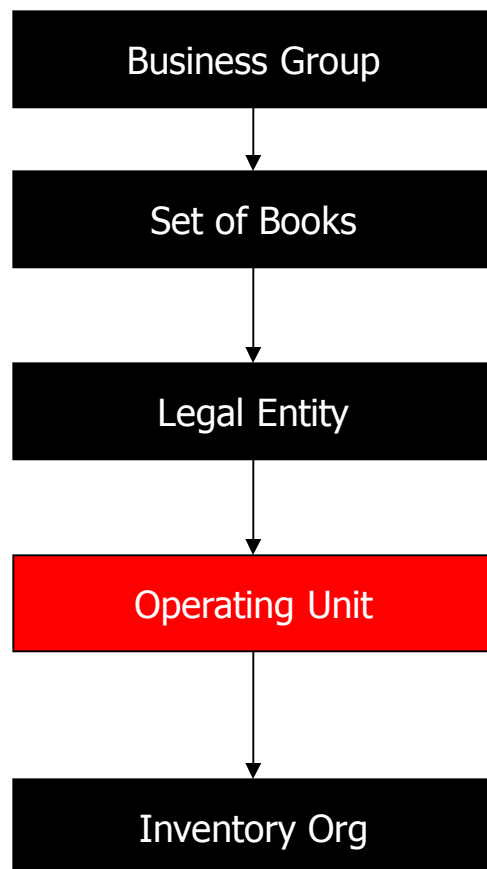 Business Group
Set of Books
Legal Entity
Operating Unit
Inventory Org